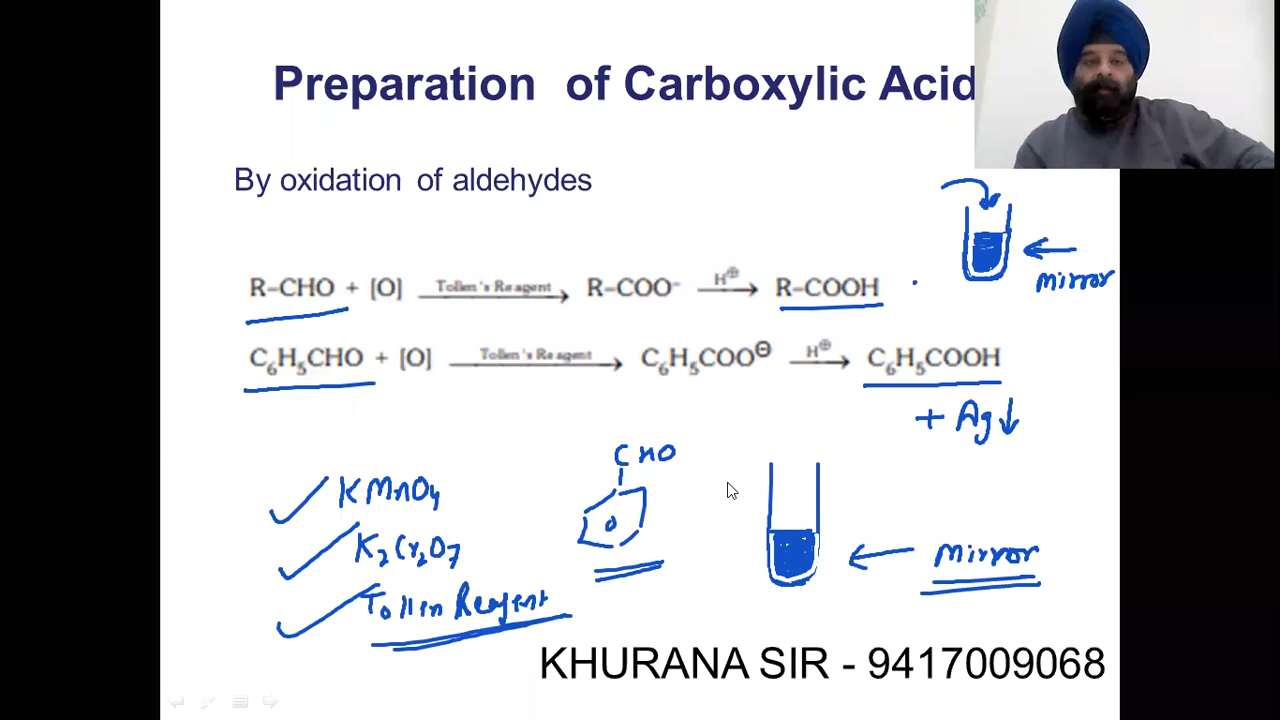 Preparation of Carboxylic Acid
By oxidation of aldehydes
R–CHO + [O] Tollen's Reagent R–COO⁻ H⊕ R–COOH
mirror
C₆H₅CHO + [O] Tollen's Reagent C₆H₅COO⊖ H⊕ C₆H₅COOH
+ Ag↓
CHO
KMnO₄
K₂Cr₂O₇
Tollen Reagent
mirror
KHURANA SIR - 9417009068